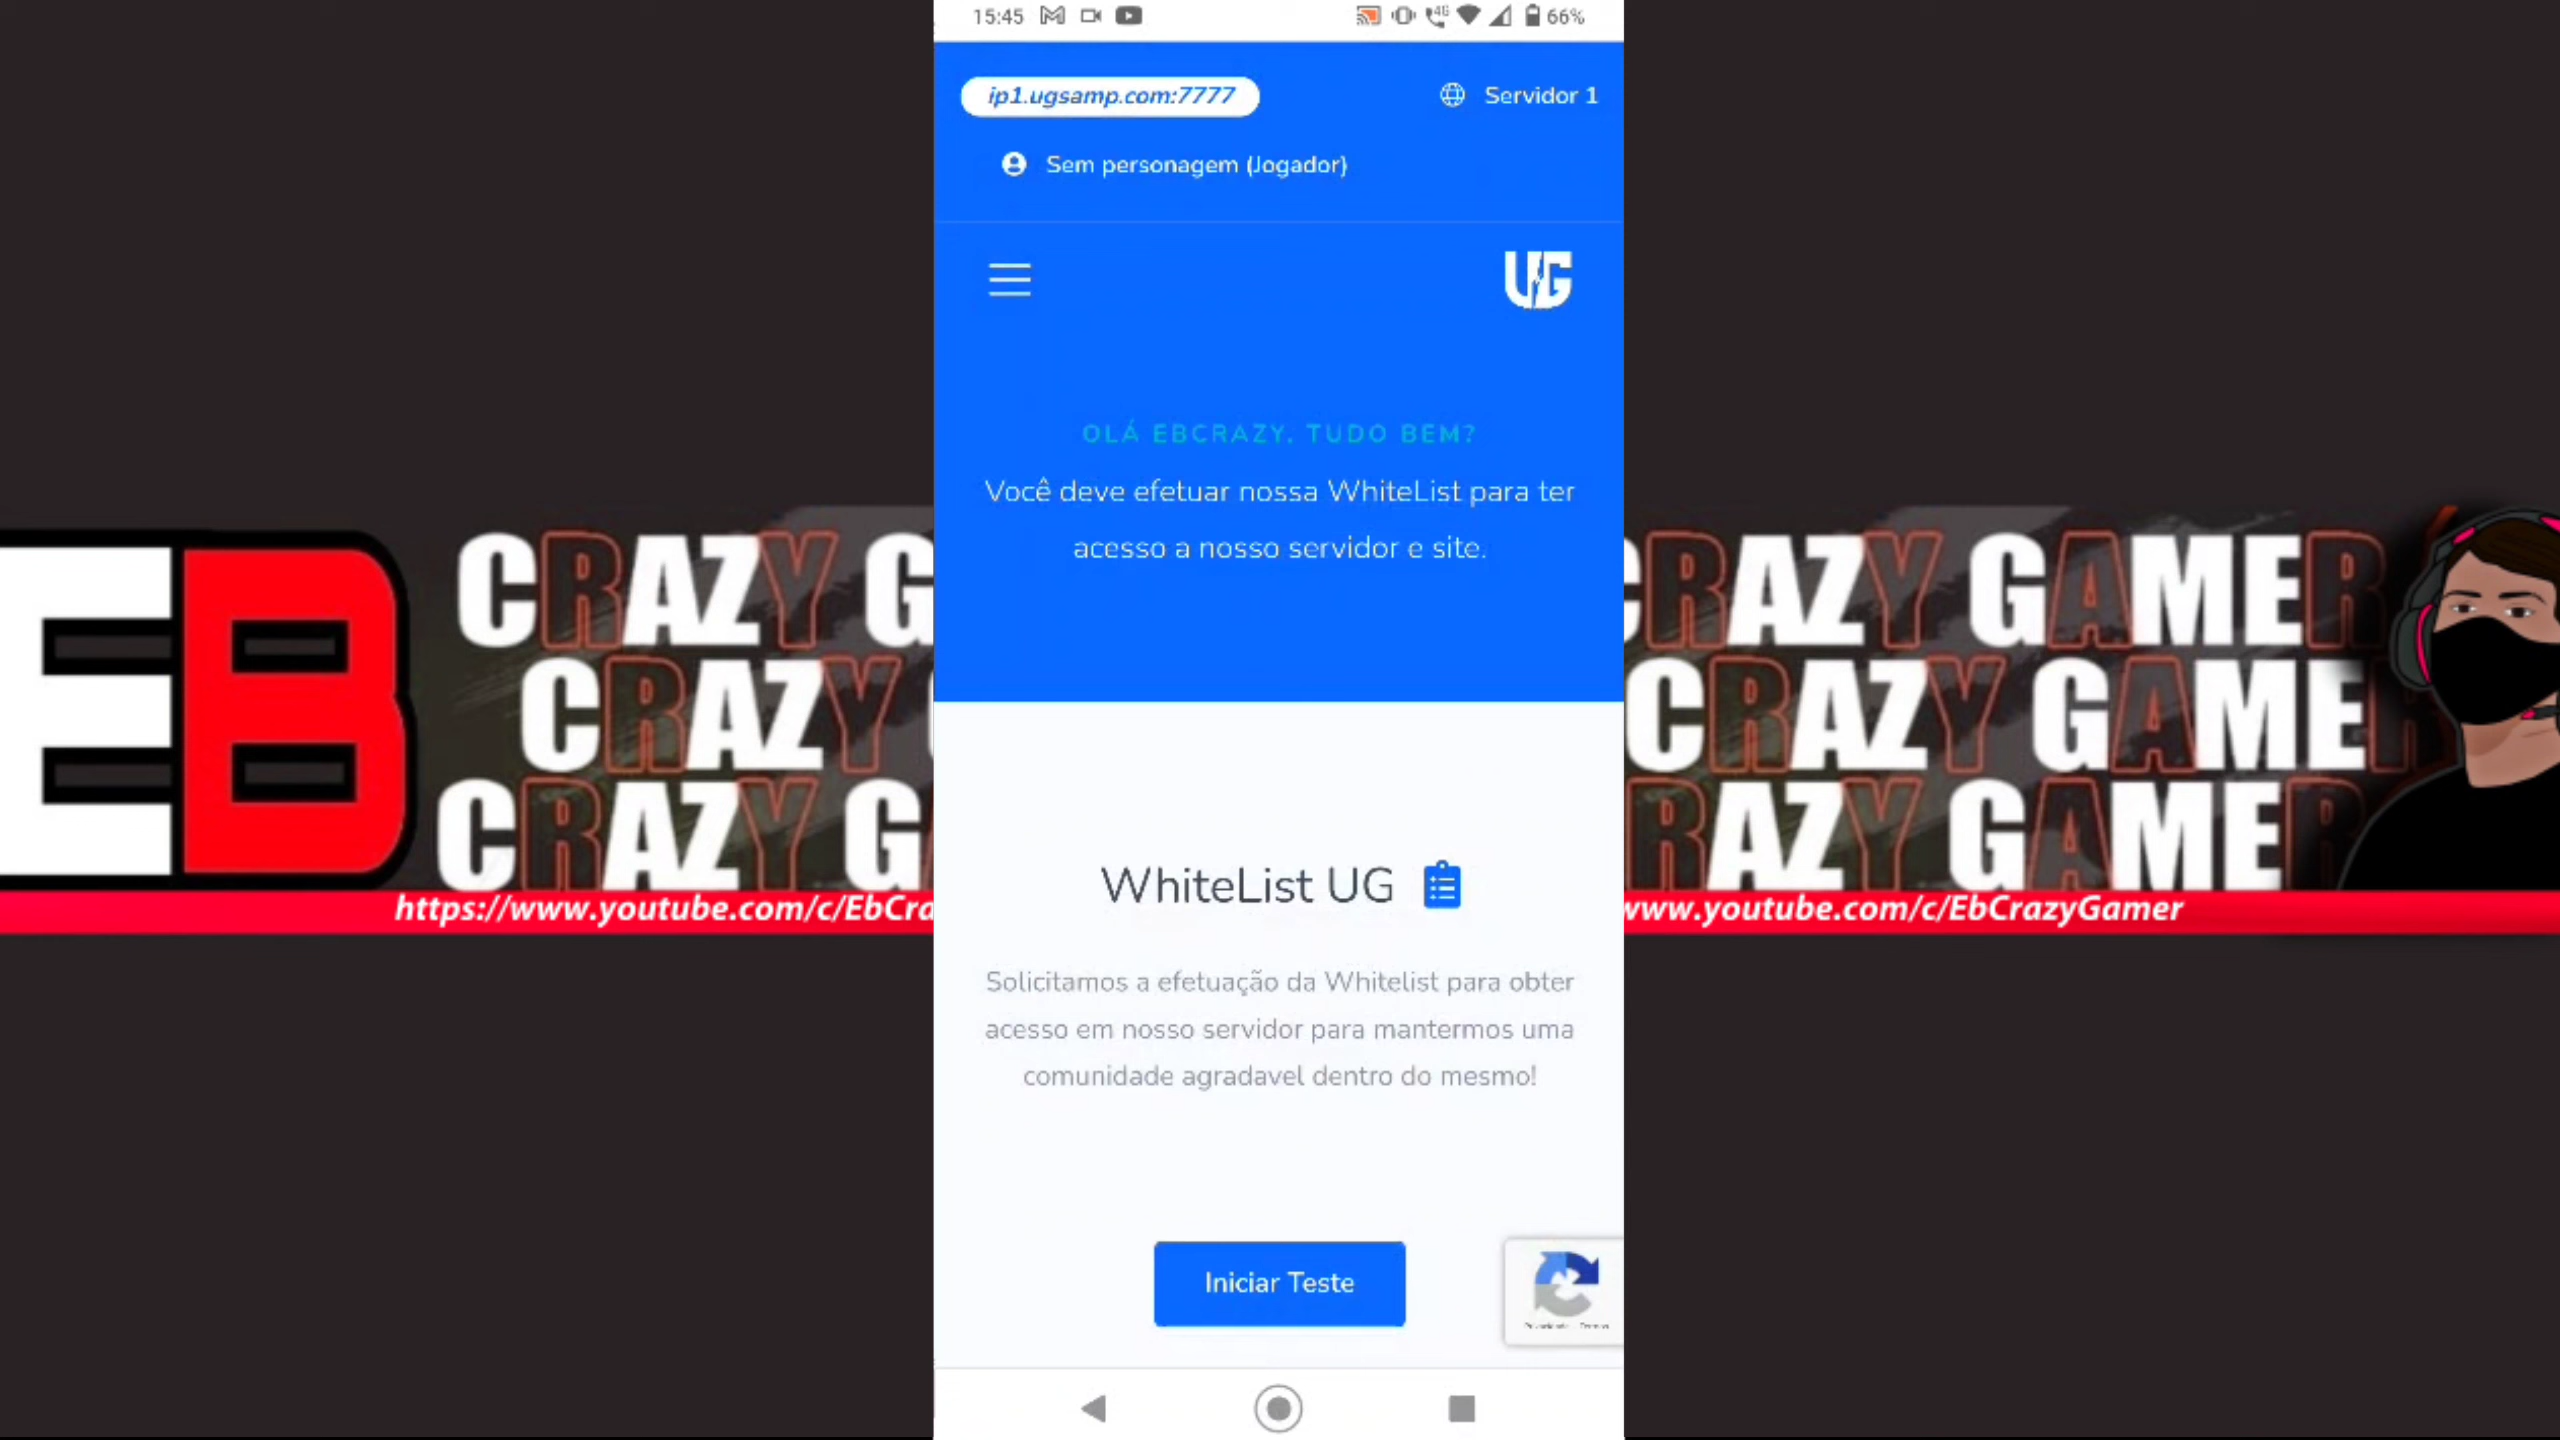 15:45 4G 66%
ip1.ugsamp.com:7777 Servidor 1
Sem personagem (Jogador)
UG
OLÁ EBCRAZY, TUDO BEM?
Você deve efetuar nossa WhiteList para ter
acesso a nosso servidor e site.
EB
CRAZY G
CRAZY
CRAZY G
https://www.youtube.com/c/EbCra
CRAZY GAMER
CRAZY GAMER
RAZY GAMER
www.youtube.com/c/EbCrazyGamer
WhiteList UG
Solicitamos a efetuação da Whitelist para obter
acesso em nosso servidor para mantermos uma
comunidade agradavel dentro do mesmo!
Iniciar Teste